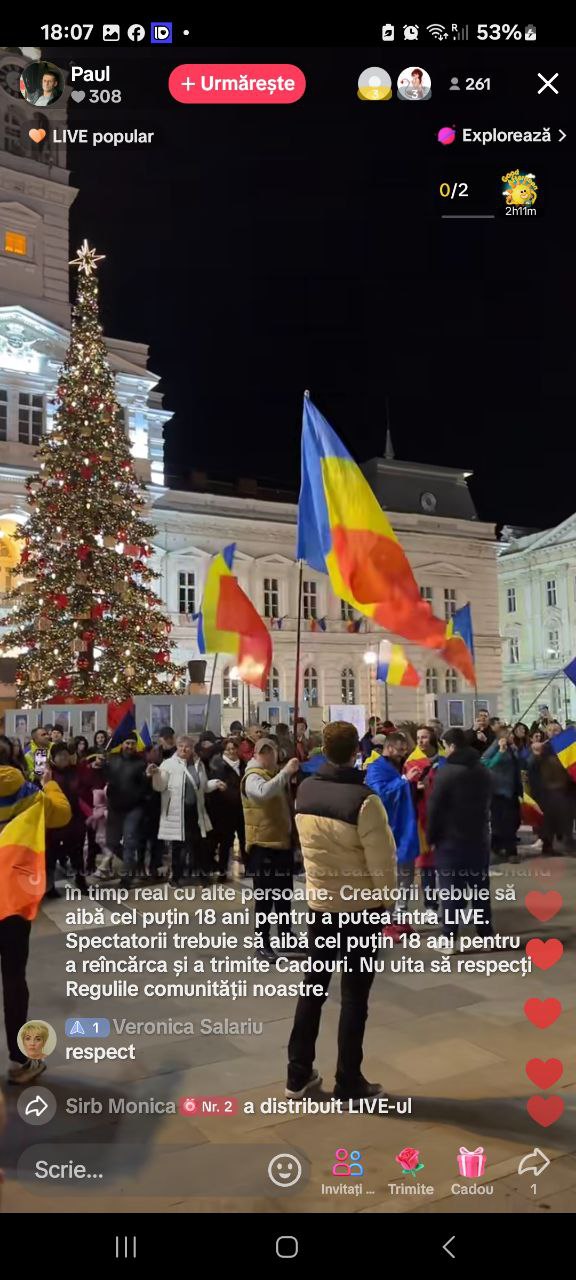 18:07
53%
Paul
308
+ Urmărește
3
3
261
LIVE popular
Explorează >
0/2
2h11m
în timp real cu alte persoane. Creatorii trebuie să
aibă cel puțin 18 ani pentru a putea intra LIVE.
Spectatorii trebuie să aibă cel puțin 18 ani pentru
a reîncărca și a trimite Cadouri. Nu uita să respecți
Regulile comunității noastre.
1 Veronica Salariu
respect
Sirb Monica Nr. 2 a distribuit LIVE-ul
Scrie...
Invitați ...
Trimite
Cadou
1